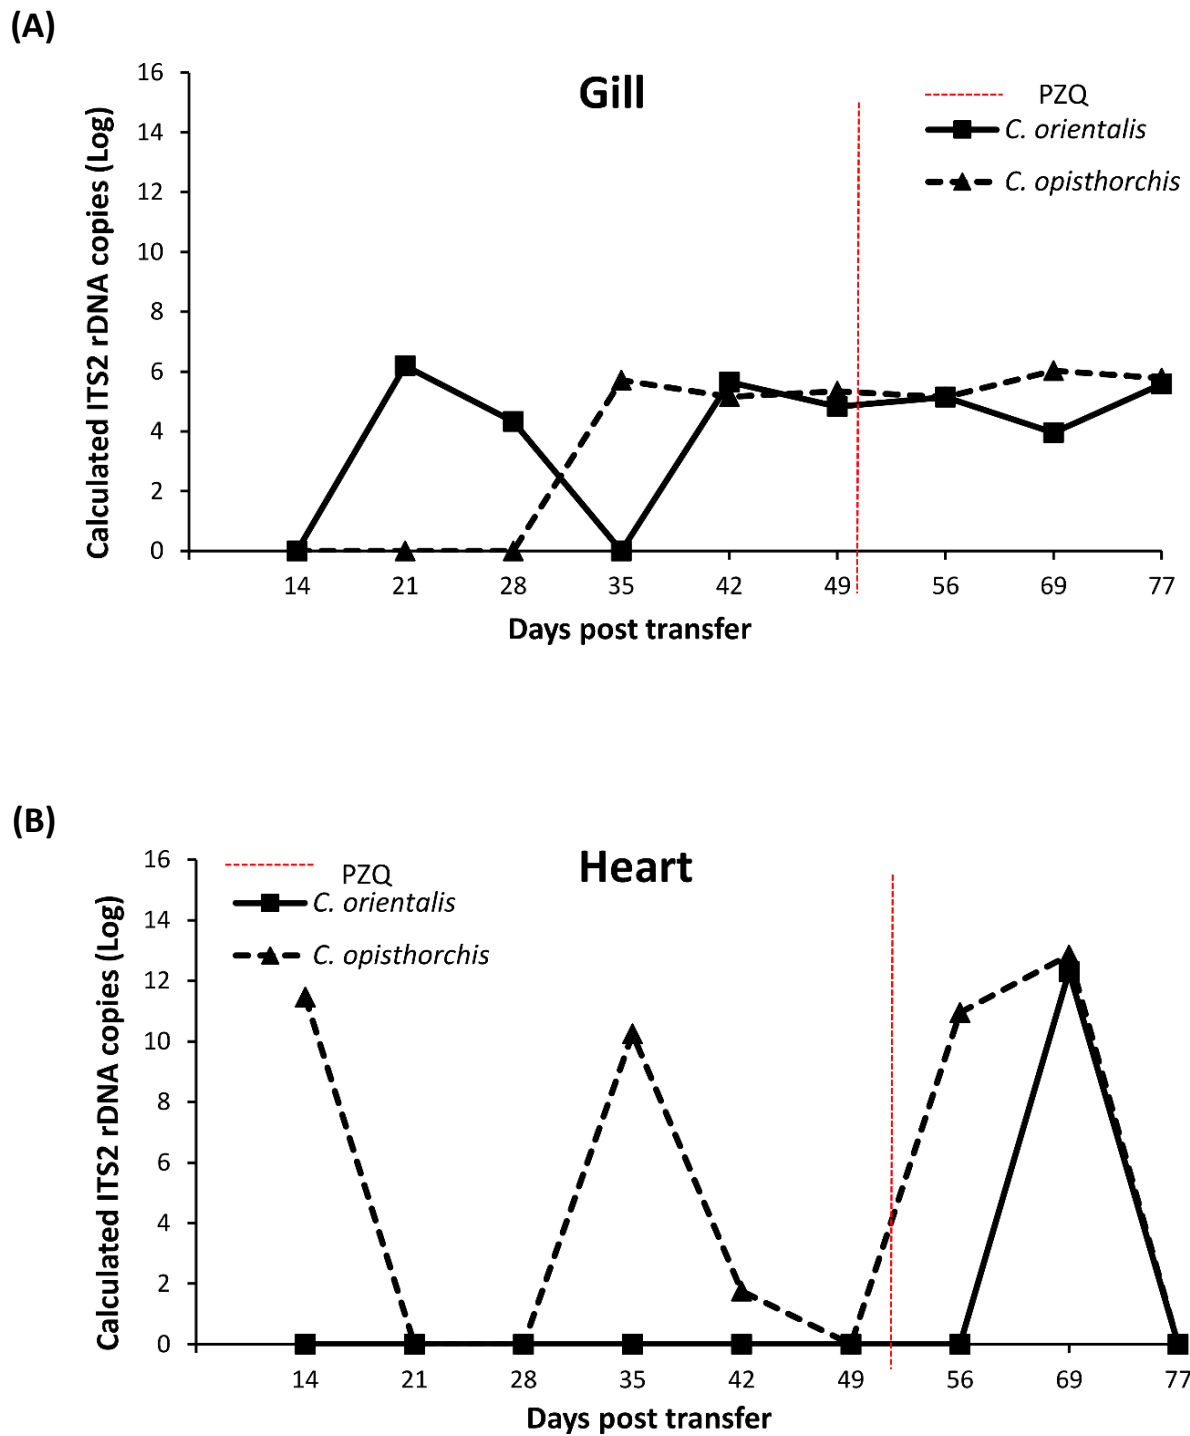 (A)
Gill
PZQ
C. orientalis
C. opisthorchis
Calculated ITS2 rDNA copies (Log)
16
14
12
10
8
6
4
2
0
14 21 28 35 42 49 56 69 77
Days post transfer
(B)
Heart
PZQ
C. orientalis
C. opisthorchis
Calculated ITS2 rDNA copies (Log)
16
14
12
10
8
6
4
2
0
14 21 28 35 42 49 56 69 77
Days post transfer